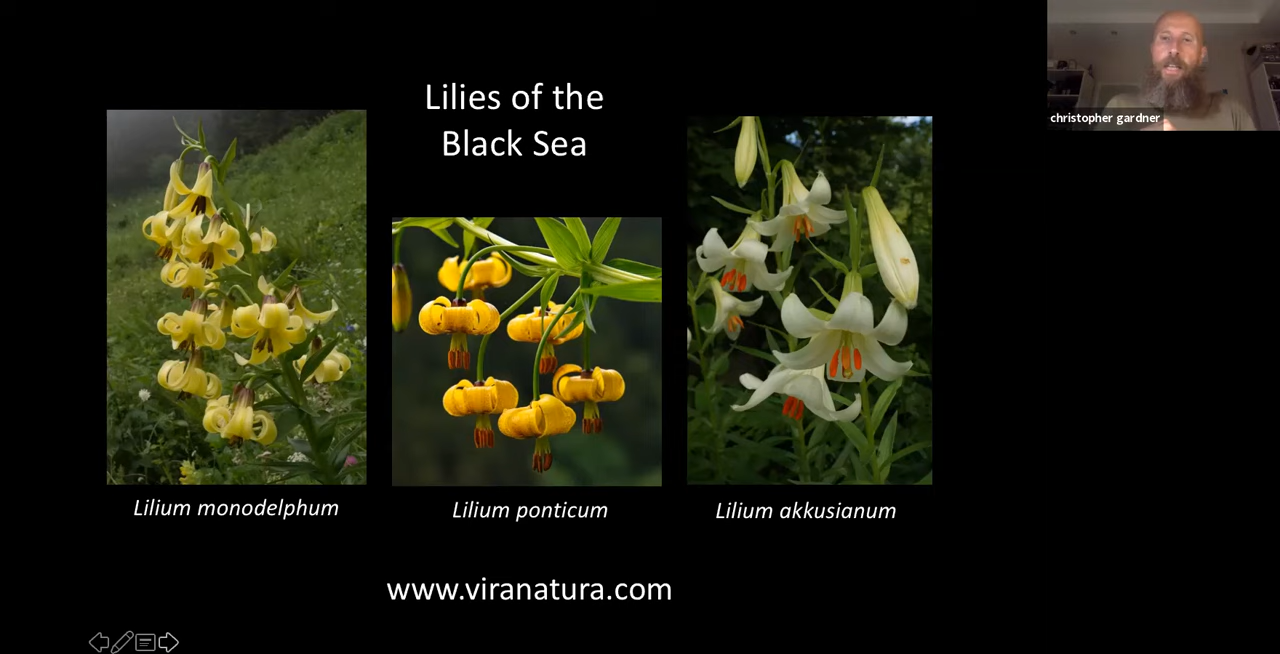 Lilies of the
Black Sea
christopher gardner
Lilium monodelphum
Lilium ponticum
Lilium akkusianum
www.viranatura.com